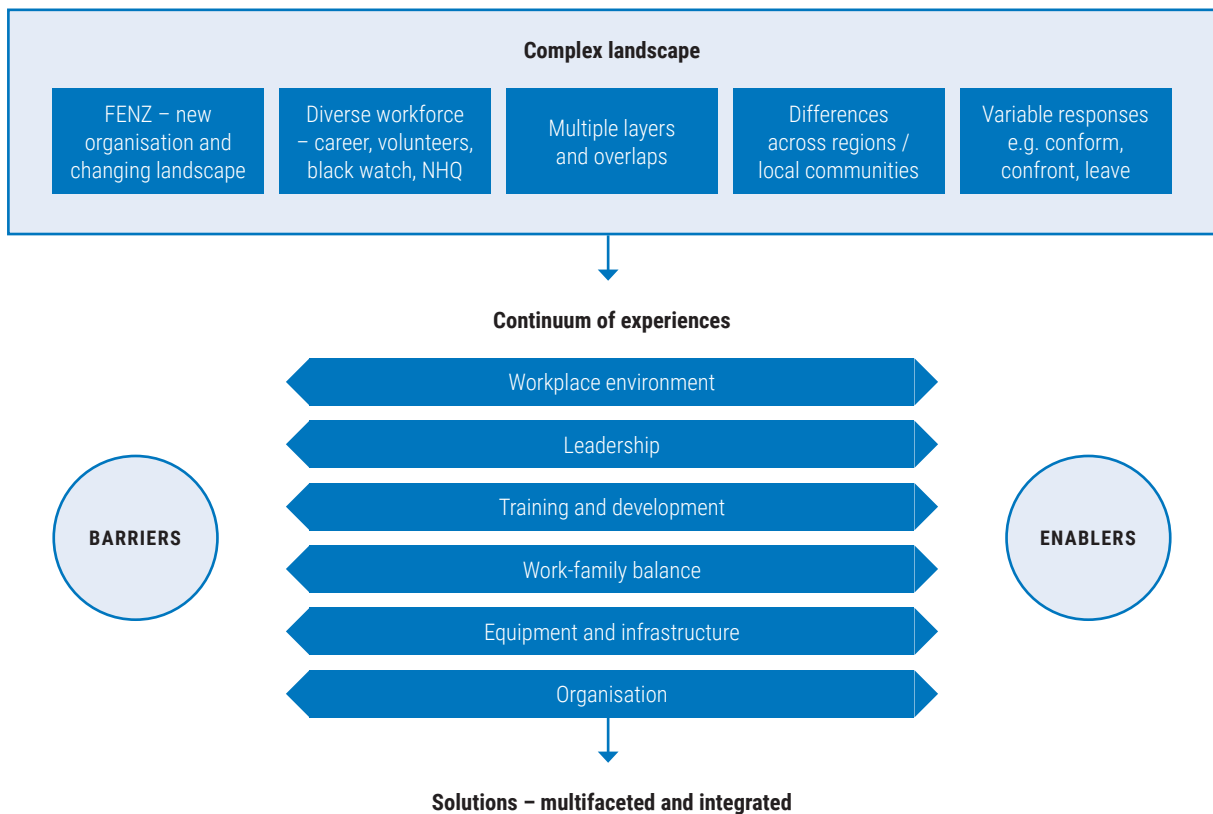 Complex landscape
FENZ – new
organisation and
changing landscape
Diverse workforce
– career, volunteers,
black watch, NHQ
Multiple layers
and overlaps
Differences
across regions /
local communities
Variable responses
e.g. conform,
confront, leave
Continuum of experiences
Workplace environment
Leadership
Training and development
Work-family balance
Equipment and infrastructure
Organisation
BARRIERS
ENABLERS
Solutions – multifaceted and integrated